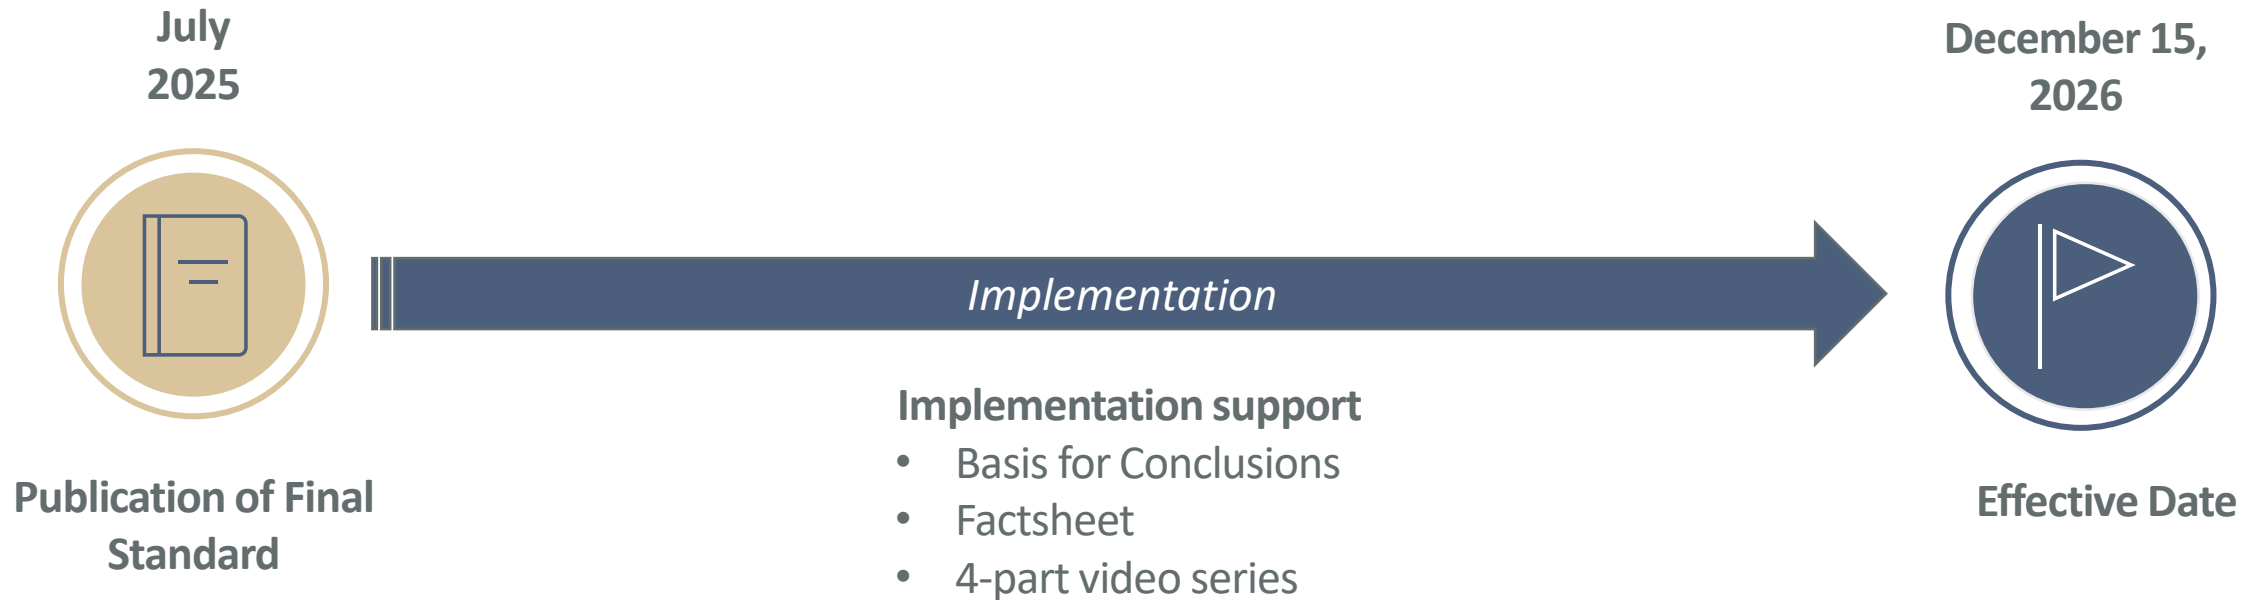 July
2025
Publication of Final
Standard
Implementation
Implementation support
• Basis for Conclusions
• Factsheet
• 4-part video series
December 15,
2026
Effective Date